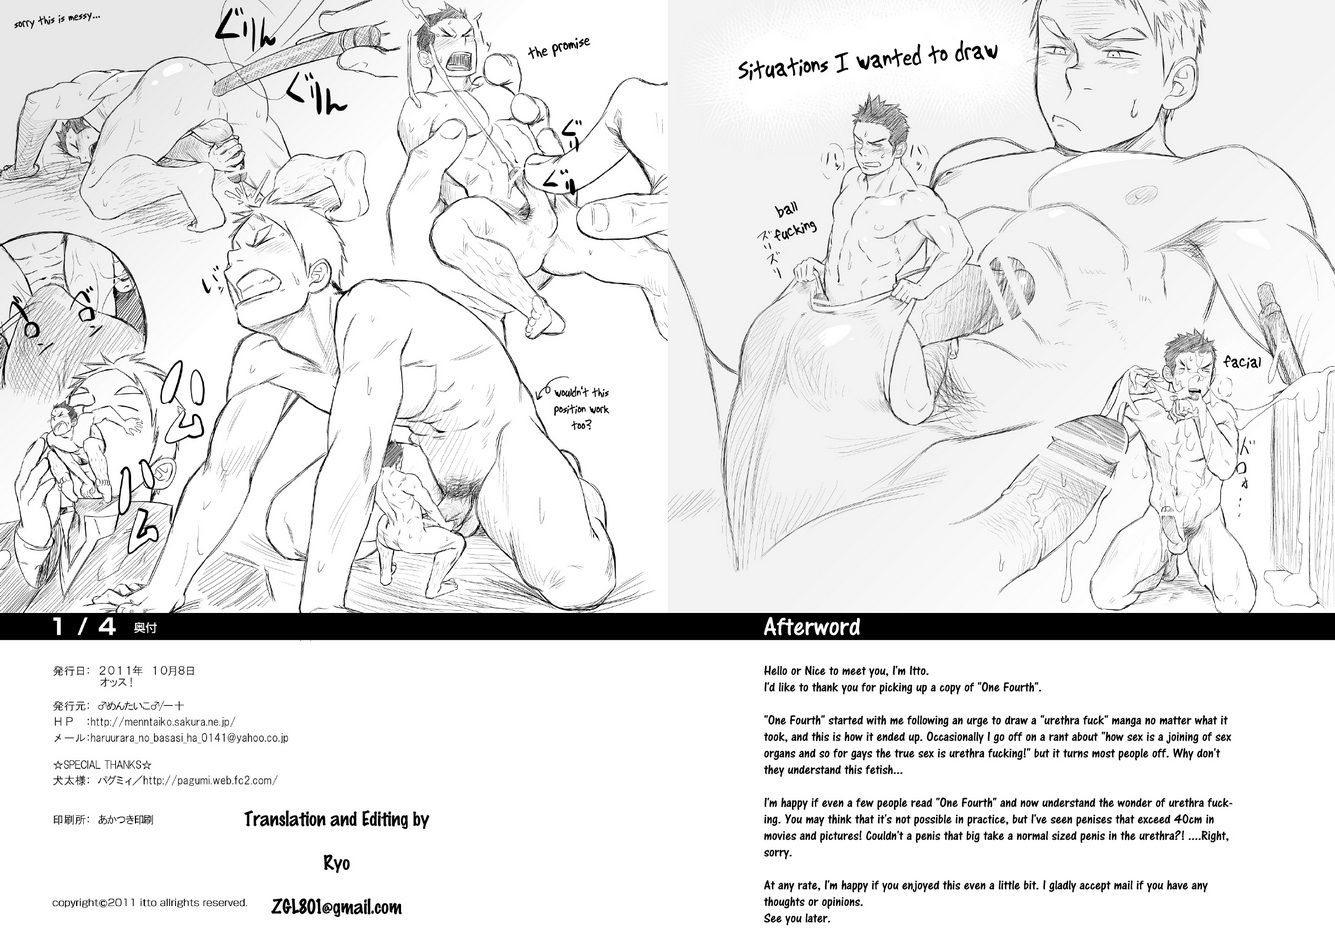 sorry this is messy...
ぐりん
ぐりん
the promise
ぐり
ぐり
wouldn't this
position work
too?
ハム
ハム
Situations I wanted to draw
ball
fucking
ズリズリ
facial
ドロォ…
1 / 4 奥付
発行日： 2011年 10月8日
オッス！
発行元： ♂めんたいこ♂/一十
ＨＰ ：http://menntaiko.sakura.ne.jp/
メール：haruurara_no_basasi_ha_0141@yahoo.co.jp
☆SPECIAL THANKS☆
犬太様： パグミィ／http://pagumi.web.fc2.com/
印刷所： あかつき印刷
Translation and Editing by
Ryo
copyright©2011 itto allrights reserved.
ZGL801@gmail.com
Afterword
Hello or Nice to meet you, I'm Itto.
I'd like to thank you for picking up a copy of "One Fourth".
"One Fourth" started with me following an urge to draw a "urethra fuck" manga no matter what it
took, and this is how it ended up. Occasionally I go off on a rant about "how sex is a joining of sex
organs and so for gays the true sex is urethra fucking!" but it turns most people off. Why don't
they understand this fetish...
I'm happy if even a few people read "One Fourth" and now understand the wonder of urethra fuck-
ing. You may think that it's not possible in practice, but I've seen penises that exceed 40cm in
movies and pictures! Couldn't a penis that big take a normal sized penis in the urethra?! ....Right,
sorry.
At any rate, I'm happy if you enjoyed this even a little bit. I gladly accept mail if you have any
thoughts or opinions.
See you later.